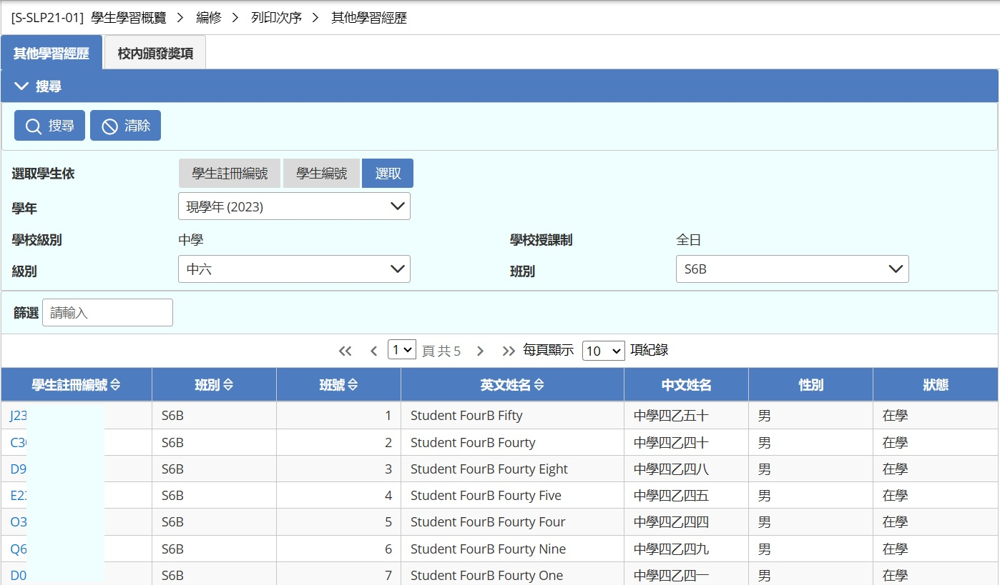 [S-SLP21-01] 學生學習概覽 > 編修 > 列印次序 > 其他學習經歷
其他學習經歷 校內頒發獎項
搜尋
搜尋 清除
選取學生依 學生註冊編號 學生編號 選取
學年 現學年 (2023)
學校級別 中學 學校授課制 全日
級別 中六 班別 S6B
篩選 請輸入
1 頁共5 每頁顯示 10 項紀錄
學生註冊編號 班別 班號 英文姓名 中文姓名 性別 狀態
J23 S6B 1 Student FourB Fifty 中學四乙五十 男 在學
C3 S6B 2 Student FourB Fourty 中學四乙四十 男 在學
D9 S6B 3 Student FourB Fourty Eight 中學四乙四八 男 在學
E2 S6B 4 Student FourB Fourty Five 中學四乙四五 男 在學
O3 S6B 5 Student FourB Fourty Four 中學四乙四四 男 在學
Q6 S6B 6 Student FourB Fourty Nine 中學四乙四九 男 在學
D0 S6B 7 Student FourB Fourty One 中學四乙四一 男 在學